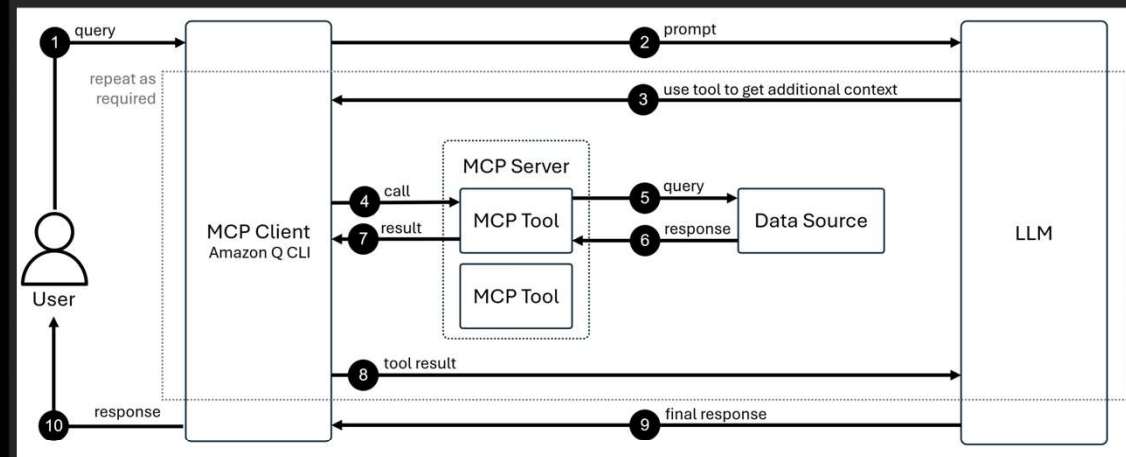 1 query
2 prompt
repeat as
required
3 use tool to get additional context
MCP Server
4 call
MCP Tool
5 query
Data Source
7 result
6 response
MCP Client
Amazon Q CLI
LLM
MCP Tool
User
8 tool result
10 response
9 final response